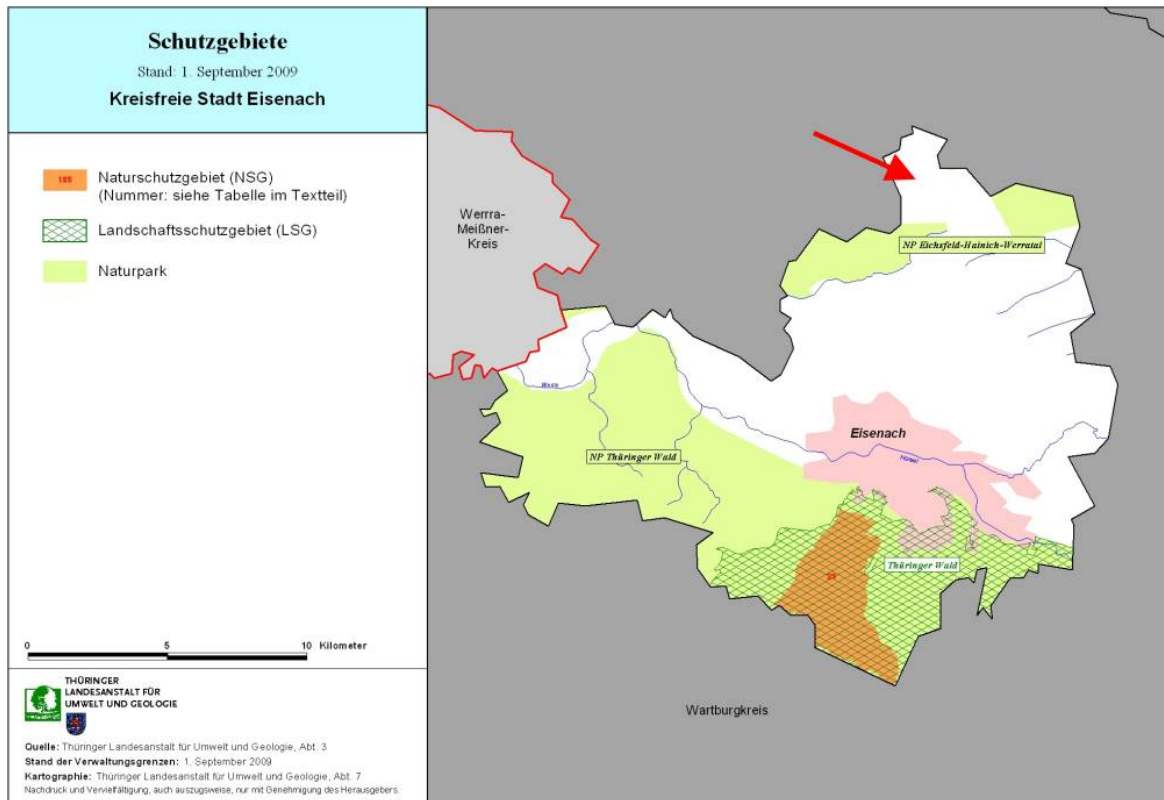 Schutzgebiete
Stand: 1. September 2009
Kreisfreie Stadt Eisenach
185
Naturschutzgebiet (NSG)
(Nummer: siehe Tabelle im Textteil)
Landschaftsschutzgebiet (LSG)
Naturpark
0 5 10 Kilometer
THÜRINGER
LANDESANSTALT FÜR
UMWELT UND GEOLOGIE
Quelle: Thüringer Landesanstalt für Umwelt und Geologie, Abt. 3
Stand der Verwaltungsgrenzen: 1. September 2009
Kartographie: Thüringer Landesanstalt für Umwelt und Geologie, Abt. 7
Nachdruck und Vervielfältigung, auch auszugsweise, nur mit Genehmigung des Herausgebers.
Werrra-
Meißner-
Kreis
NP Eichsfeld-Hainich-Werratal
Werra
Eisenach
NP Thüringer Wald
Hörsel
Thüringer Wald
Wartburgkreis